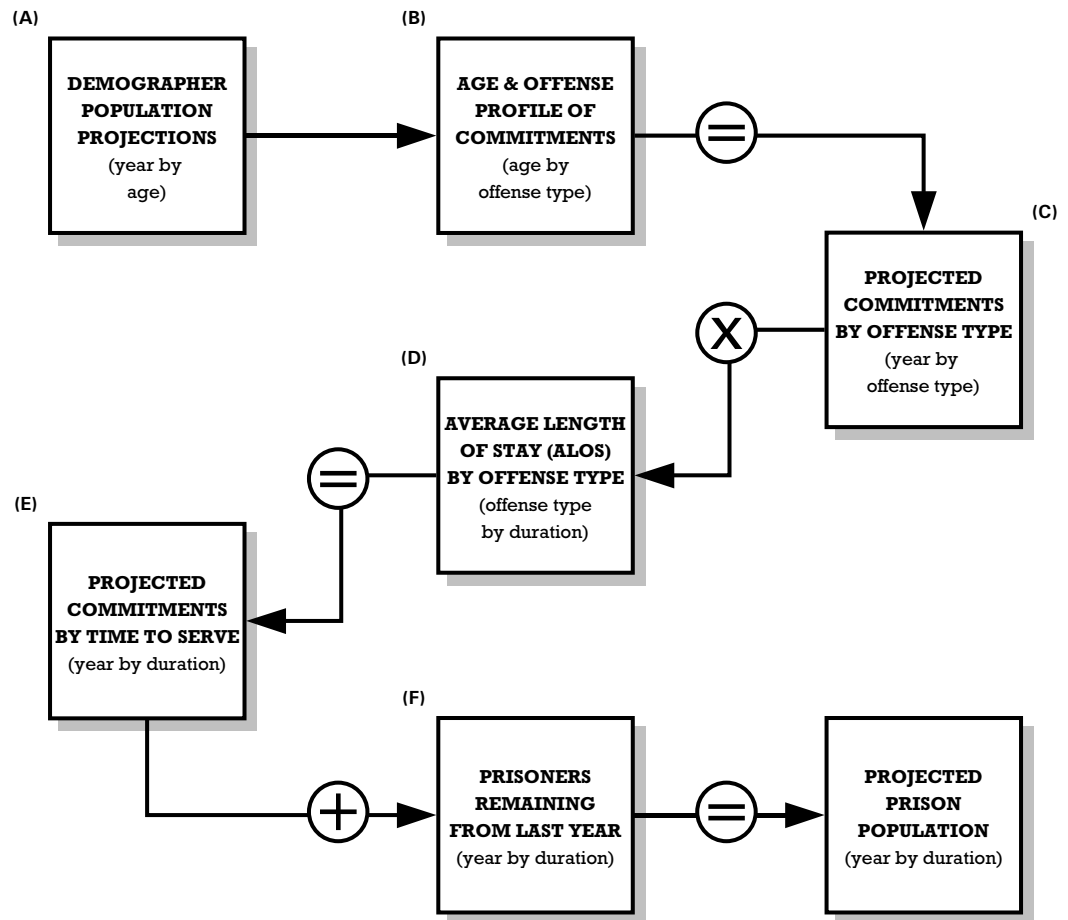 (A)
DEMOGRAPHER
POPULATION
PROJECTIONS
(year by
age)
(B)
AGE & OFFENSE
PROFILE OF
COMMITMENTS
(age by
offense type)
=
(C)
PROJECTED
COMMITMENTS
BY OFFENSE TYPE
(year by
offense type)
X
(D)
AVERAGE LENGTH
OF STAY (ALOS)
BY OFFENSE TYPE
(offense type
by duration)
=
(E)
PROJECTED
COMMITMENTS
BY TIME TO SERVE
(year by duration)
+
(F)
PRISONERS
REMAINING
FROM LAST YEAR
(year by duration)
=
PROJECTED
PRISON
POPULATION
(year by duration)